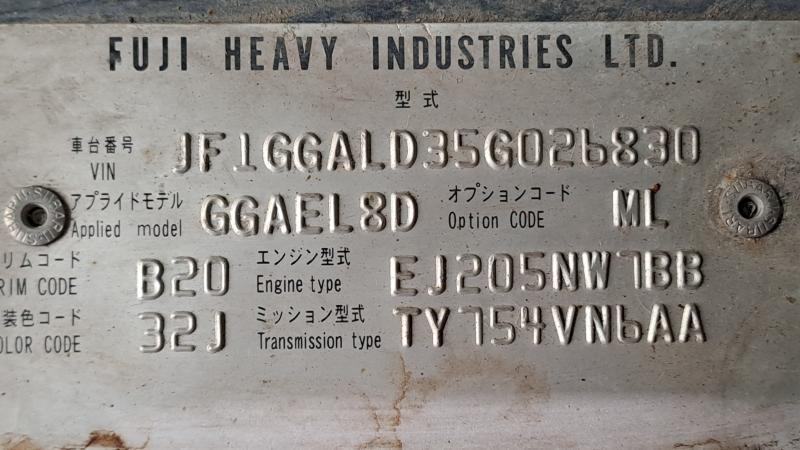 FUJI HEAVY INDUSTRIES LTD.
型式
車台番号 JF1GGALD35G026830
VIN
アプライドモデル GGAEL8D オプションコード ML
Applied model Option CODE
リムコード B20 エンジン型式 EJ205NW7BB
RIM CODE Engine type
装色コード 32J ミッション型式 TY754VN6AA
OLOR CODE Transmission type
SUBARU SUBARU